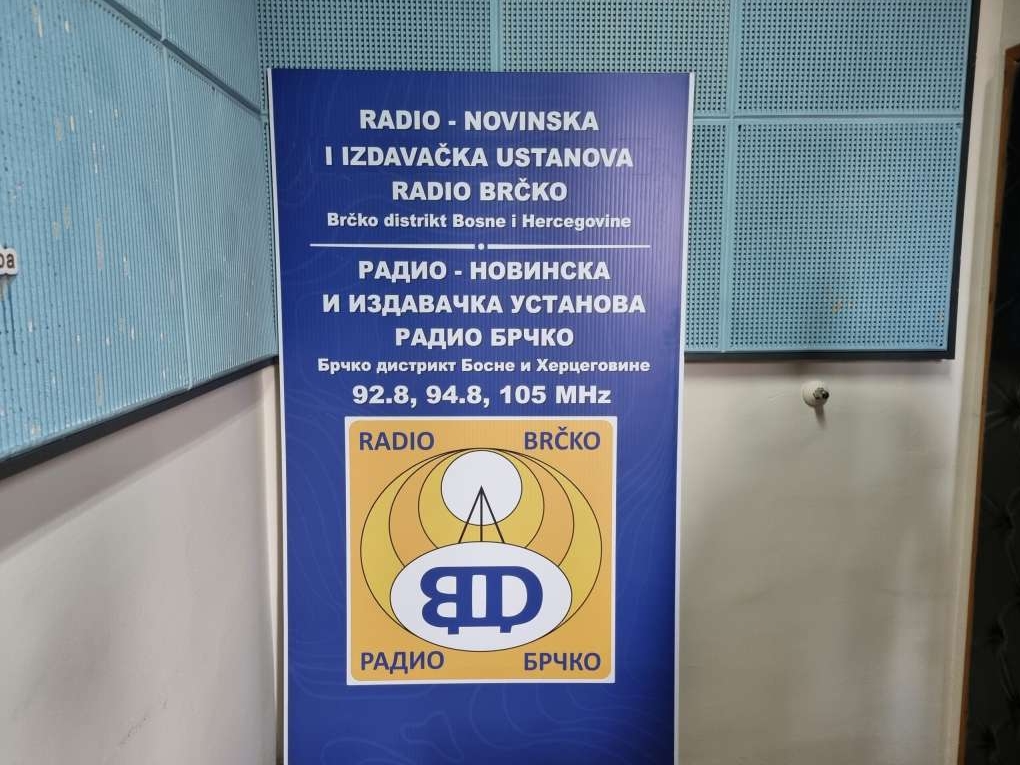 RADIO - NOVINSKA
I IZDAVAČKA USTANOVA
RADIO BRČKO
Brčko distrikt Bosne i Hercegovine
РАДИО - НОВИНСКА
И ИЗДАВАЧКА УСТАНОВА
РАДИО БРЧКО
Брчко дистрикт Босне и Херцеговине
92.8, 94.8, 105 MHz
RADIO BRČKO
РАДИО БРЧКО